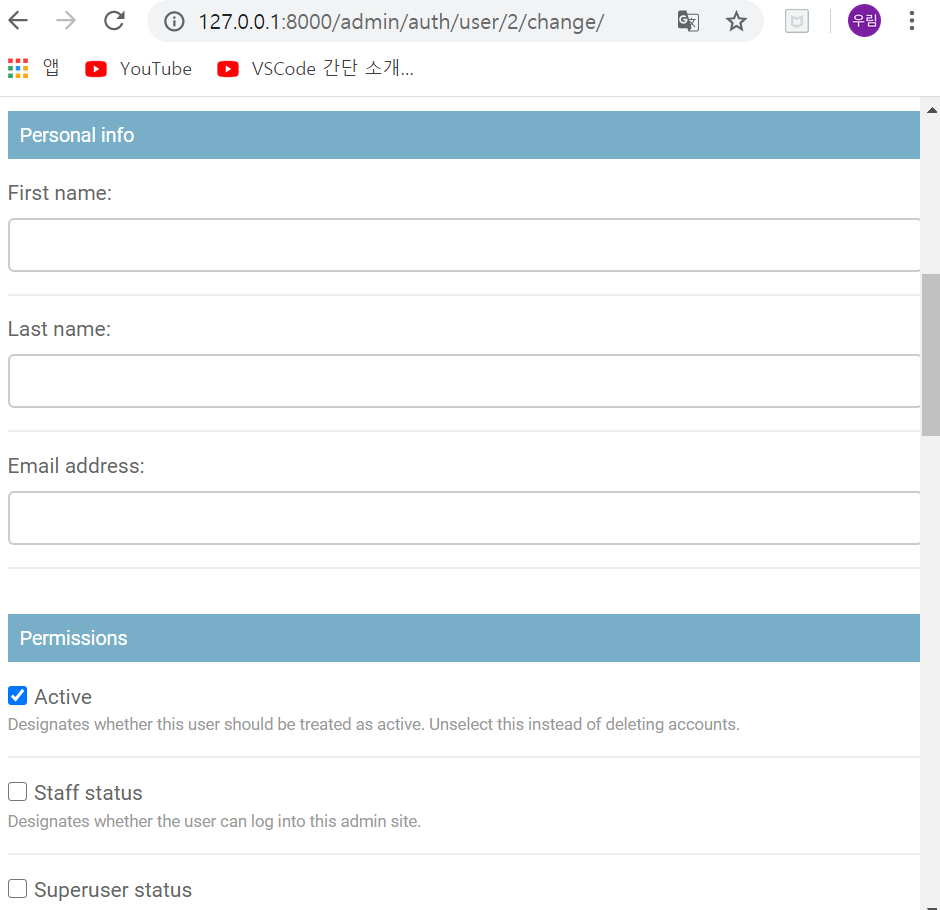 127.0.0.1:8000/admin/auth/user/2/change/
우림
앱 YouTube VSCode 간단 소개...
Personal info
First name:
Last name:
Email address:
Permissions
Active
Designates whether this user should be treated as active. Unselect this instead of deleting accounts.
Staff status
Designates whether the user can log into this admin site.
Superuser status